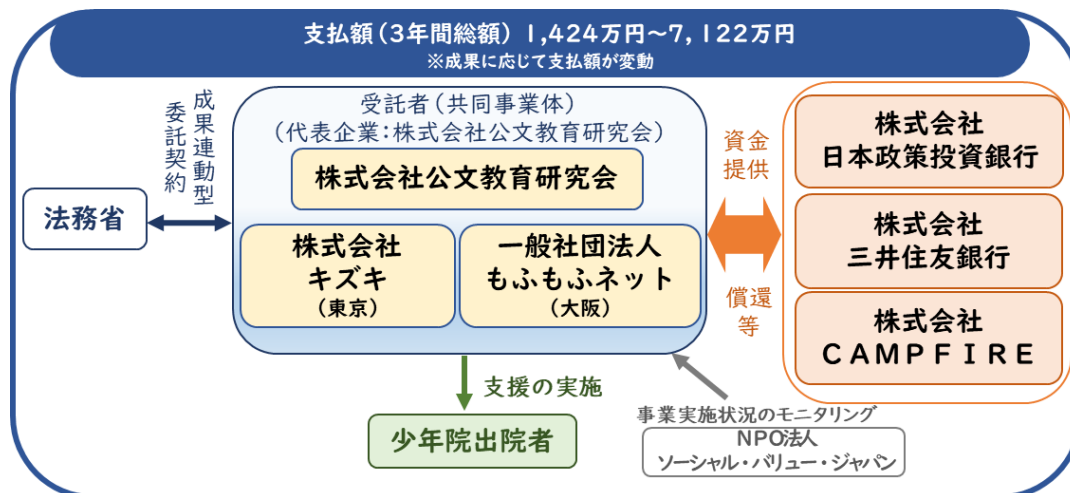 支払額(3年間総額) 1,424万円～7,122万円
※成果に応じて支払額が変動
成果連動型
委託契約
法務省
受託者(共同事業体)
(代表企業:株式会社公文教育研究会)
株式会社公文教育研究会
株式会社
キズキ
(東京)
一般社団法人
もふもふネット
(大阪)
資金
提供
償還
等
株式会社
日本政策投資銀行
株式会社
三井住友銀行
株式会社
ＣＡＭＰＦＩＲＥ
支援の実施
少年院出院者
事業実施状況のモニタリング
NPO法人
ソーシャル・バリュー・ジャパン